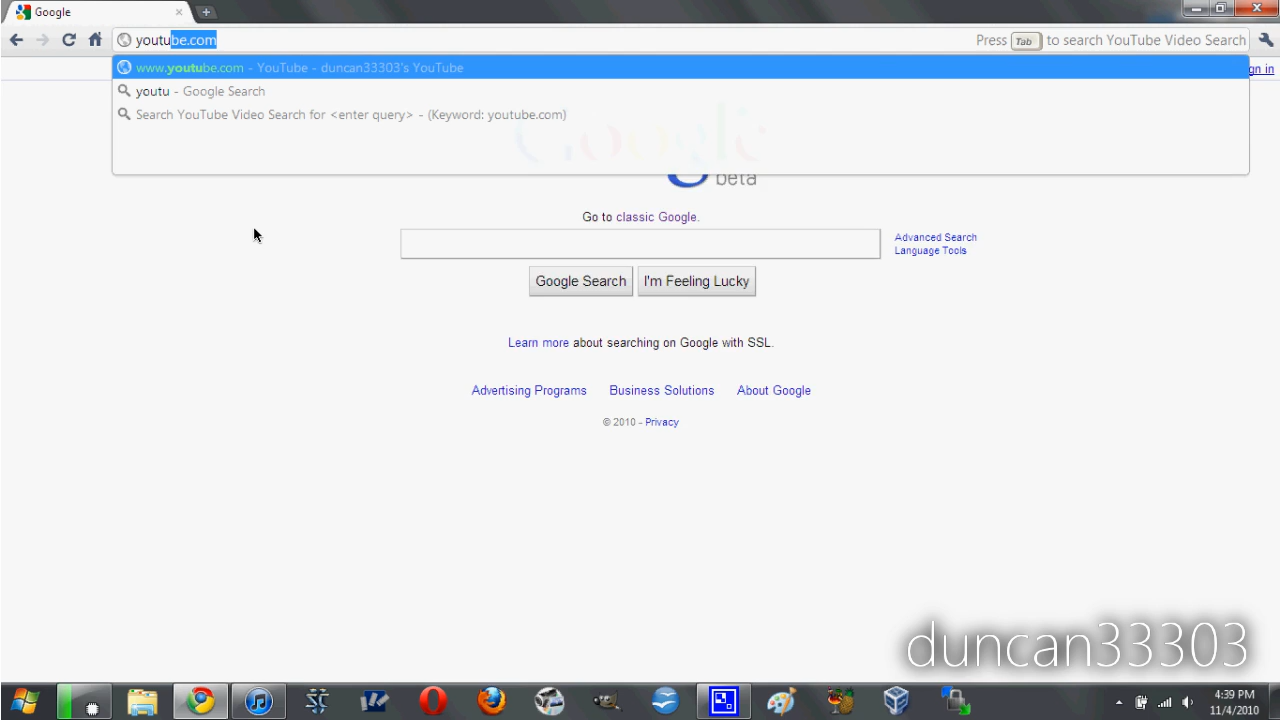 Google
youtube.com
Press Tab to search YouTube Video Search
www.youtube.com - YouTube - duncan33303's YouTube
gn in
youtu - Google Search
Search YouTube Video Search for <enter query> - (Keyword: youtube.com)
Google
beta
Go to classic Google.
Advanced Search
Language Tools
Google Search
I'm Feeling Lucky
Learn more about searching on Google with SSL.
Advertising Programs
Business Solutions
About Google
© 2010 - Privacy
duncan33303
4:39 PM
11/4/2010